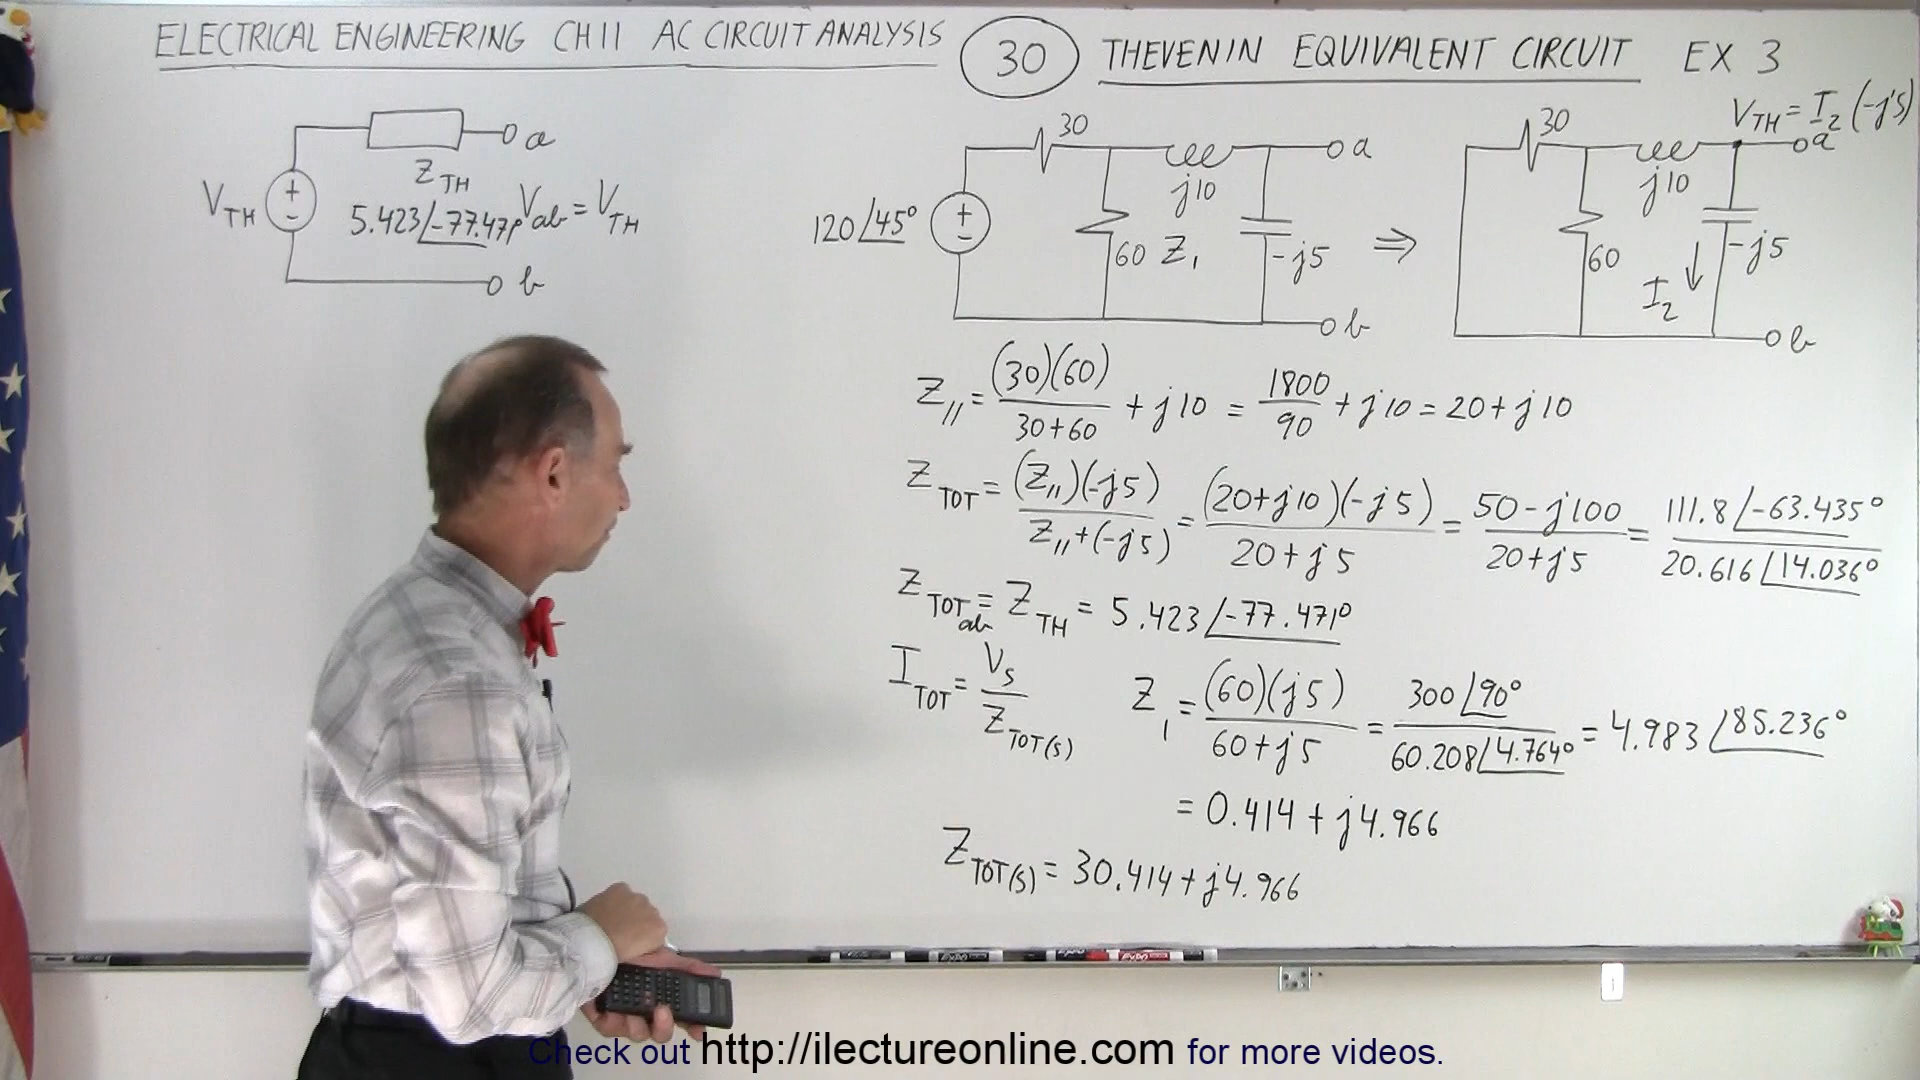 ELECTRICAL ENGINEERING CH 11 AC CIRCUIT ANALYSIS 30 THEVENIN EQUIVALENT CIRCUIT EX 3
Z_TH
a
V_TH
+
-
5.423∠-77.471°
V_ab = V_TH
b
120∠45°
+
-
30
j10
a
60
Z_1
-j5
b
⇒
30
j10
V_TH = I_2 (-j5)
a
60
I_2 ↓
-j5
b
Z_// = (30)(60) / (30+60) + j10 = 1800/90 + j10 = 20 + j10
Z_TOT = (Z_//)(-j5) / (Z_// + (-j5)) = (20+j10)(-j5) / (20+j5) = (50-j100) / (20+j5) = 111.8∠-63.435° / 20.616∠14.036°
Z_TOT ab = Z_TH = 5.423∠-77.471°
I_TOT = V_S / Z_TOT(S)
Z_1 = (60)(j5) / (60+j5) = 300∠90° / 60.208∠4.764° = 4.983∠85.236°
= 0.414 + j4.966
Z_TOT(S) = 30.414 + j4.966
Check out http://ilectureonline.com for more videos.